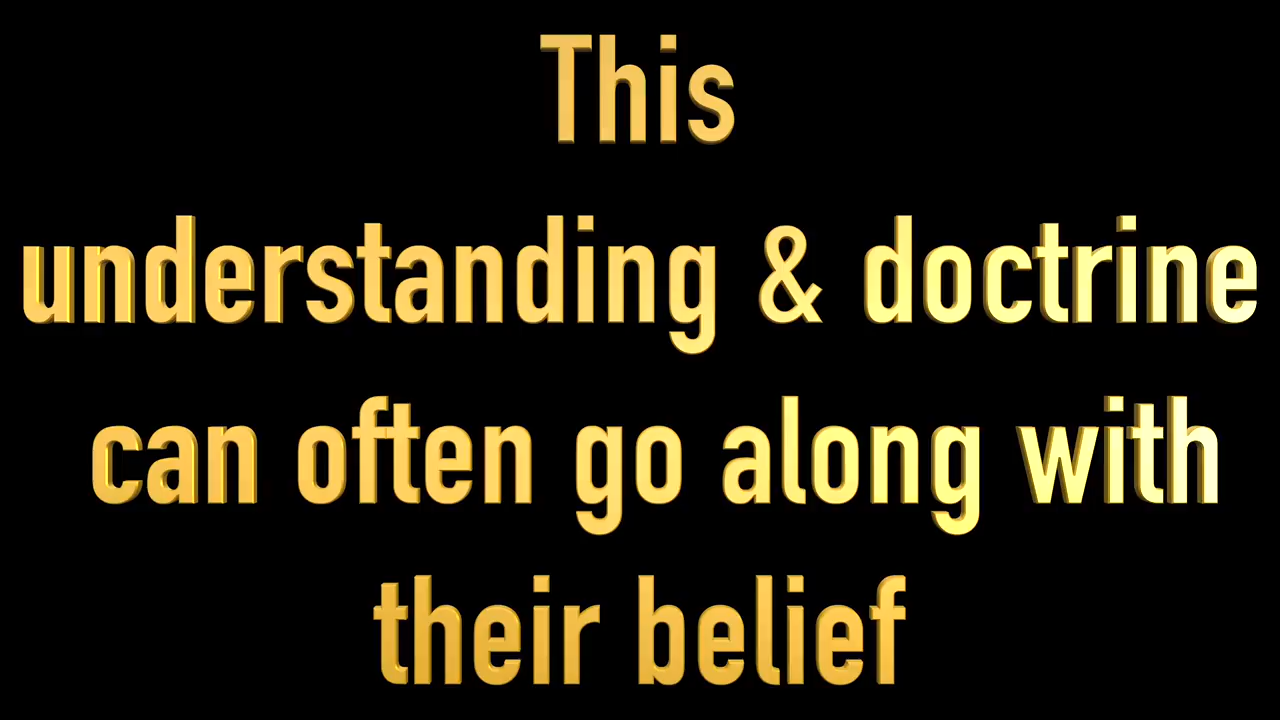 This
understanding & doctrine
can often go along with
their belief